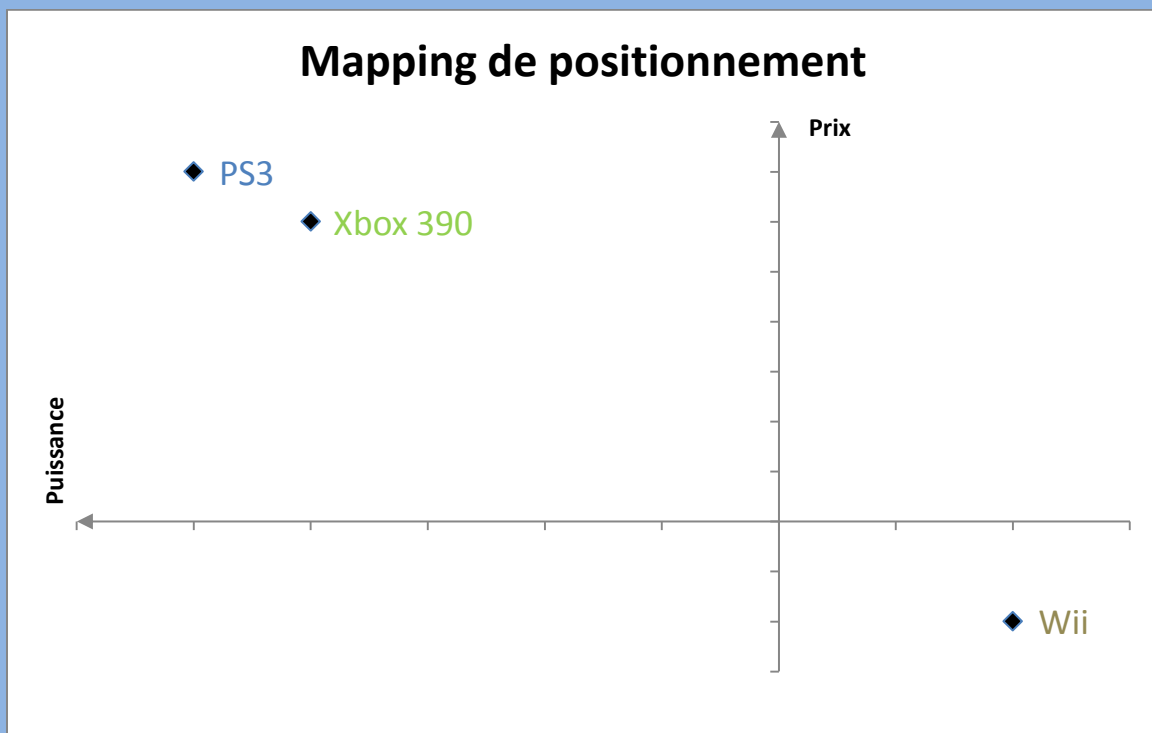 Mapping de positionnement
Prix
PS3
Xbox 390
Puissance
Wii